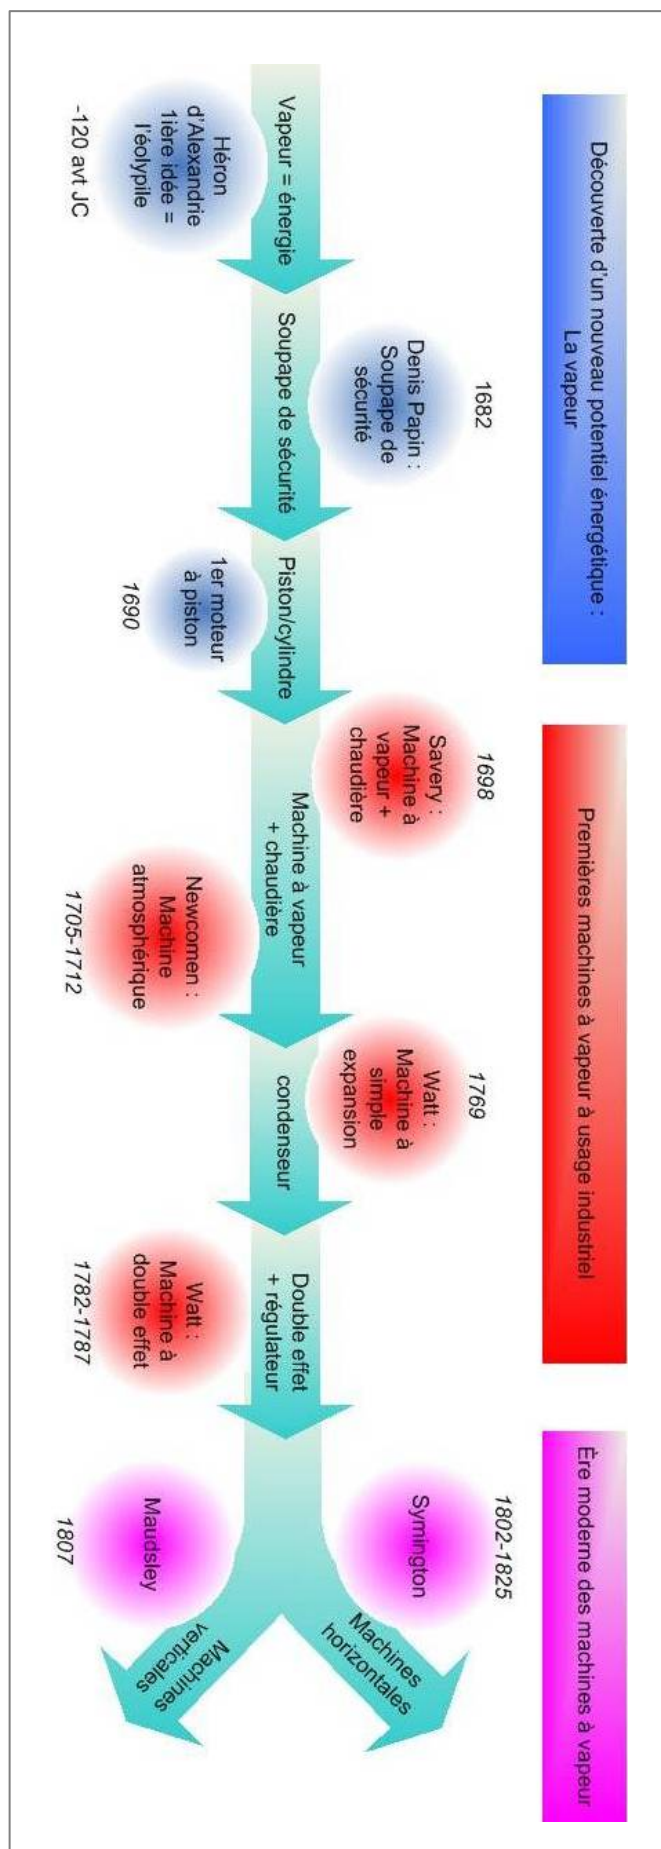 Découverte d'un nouveau potentiel énergétique :
La vapeur
Premières machines à vapeur à usage industriel
Ère moderne des machines à vapeur
1682
Denis Papin :
Soupape de
sécurité
1698
Savery :
Machine à
vapeur +
chaudière
1769
Watt :
Machine à
simple
expansion
1802-1825
Symington
Vapeur = énergie
Soupape de sécurité
Piston/cylindre
Machine à vapeur
+ chaudière
condenseur
Double effet
+ régulateur
Machines
horizontales
Machines
verticales
Héron
d'Alexandrie
1ière idée =
l'éolypile
-120 avt JC
1er moteur
à piston
1690
Newcomen :
Machine
atmosphérique
1705-1712
Watt :
Machine à
double effet
1782-1787
Maudsley
1807